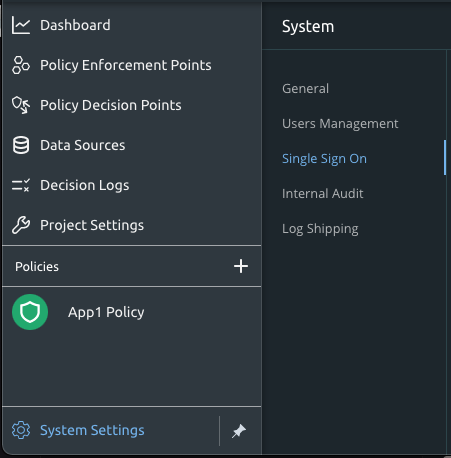 Dashboard
Policy Enforcement Points
Policy Decision Points
Data Sources
Decision Logs
Project Settings
Policies
App1 Policy
System Settings
System
General
Users Management
Single Sign On
Internal Audit
Log Shipping